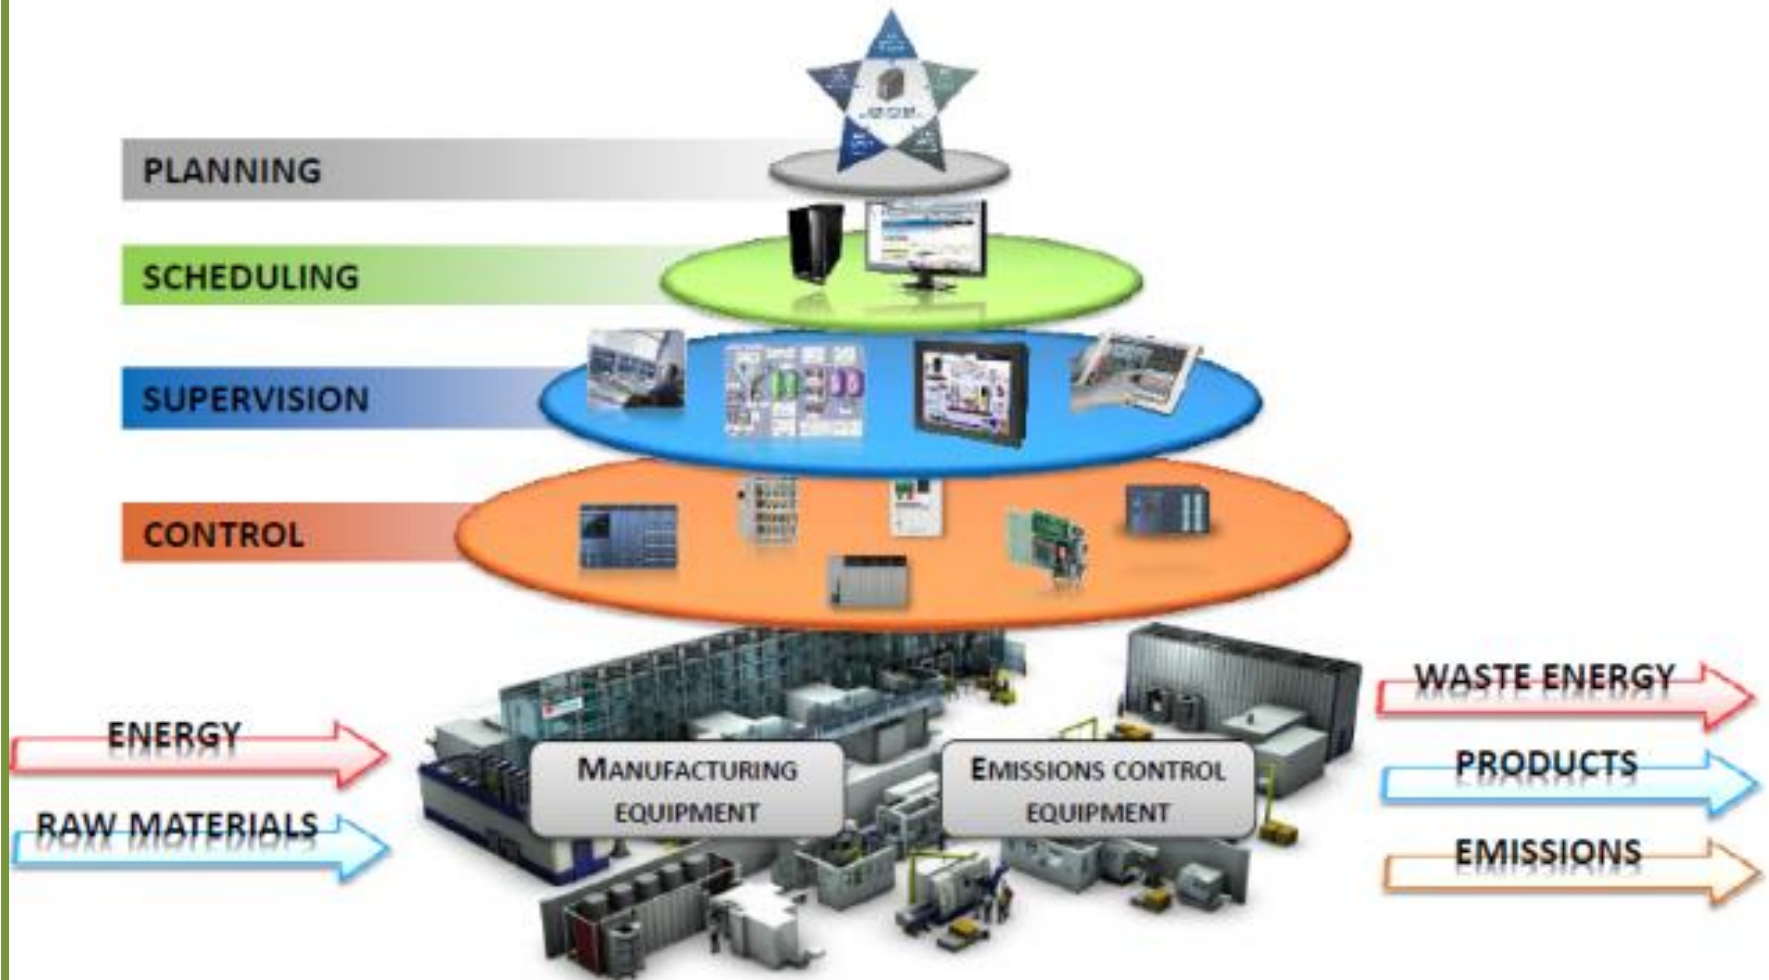 PLANNING
SCHEDULING
SUPERVISION
CONTROL
ENERGY
RAW MATERIALS
MANUFACTURING
EQUIPMENT
EMISSIONS CONTROL
EQUIPMENT
WASTE ENERGY
PRODUCTS
EMISSIONS